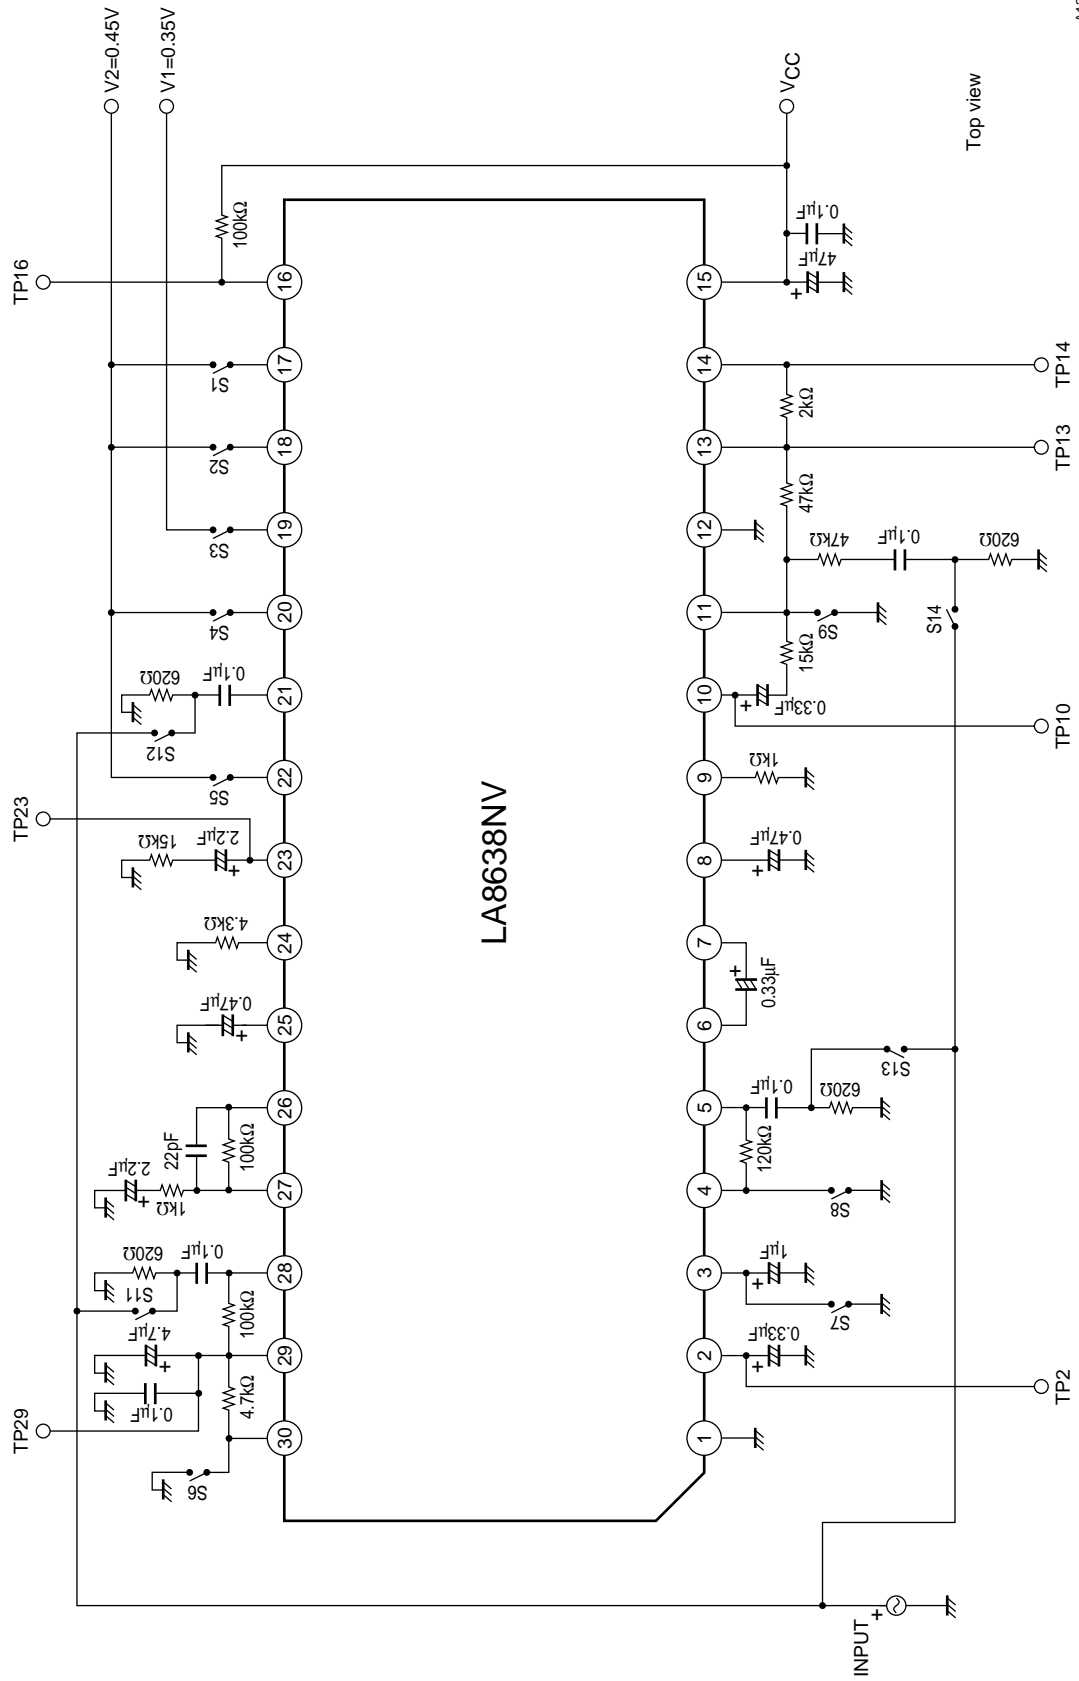 V2=0.45V
V1=0.35V
VCC
Top view
TP16
100kΩ
0.1µF
47µF
16
17
18
19
20
21
22
23
24
25
26
27
28
29
30
15
14
13
12
11
10
9
8
7
6
5
4
3
2
1
S1
S2
S3
S4
620Ω
0.1µF
S12
S5
TP23
15kΩ
2.2µF
4.3kΩ
0.47µF
22pF
100kΩ
2.2µF
1kΩ
620Ω
0.1µF
S11
100kΩ
4.7µF
0.1µF
4.7kΩ
TP29
S6
LA8638NV
2kΩ
TP14
TP13
47kΩ
47kΩ
0.1µF
620Ω
S14
S9
15kΩ
0.33µF
TP10
1kΩ
0.47µF
0.33µF
0.1µF
620Ω
S13
120kΩ
S8
1µF
S7
0.33µF
TP2
INPUT
+
+
+
+
+
+
+
+
+
+
+
+